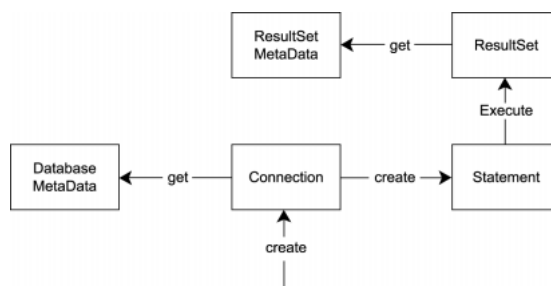 ResultSet
MetaData
get
ResultSet
Execute
Database
MetaData
get
Connection
create
Statement
create